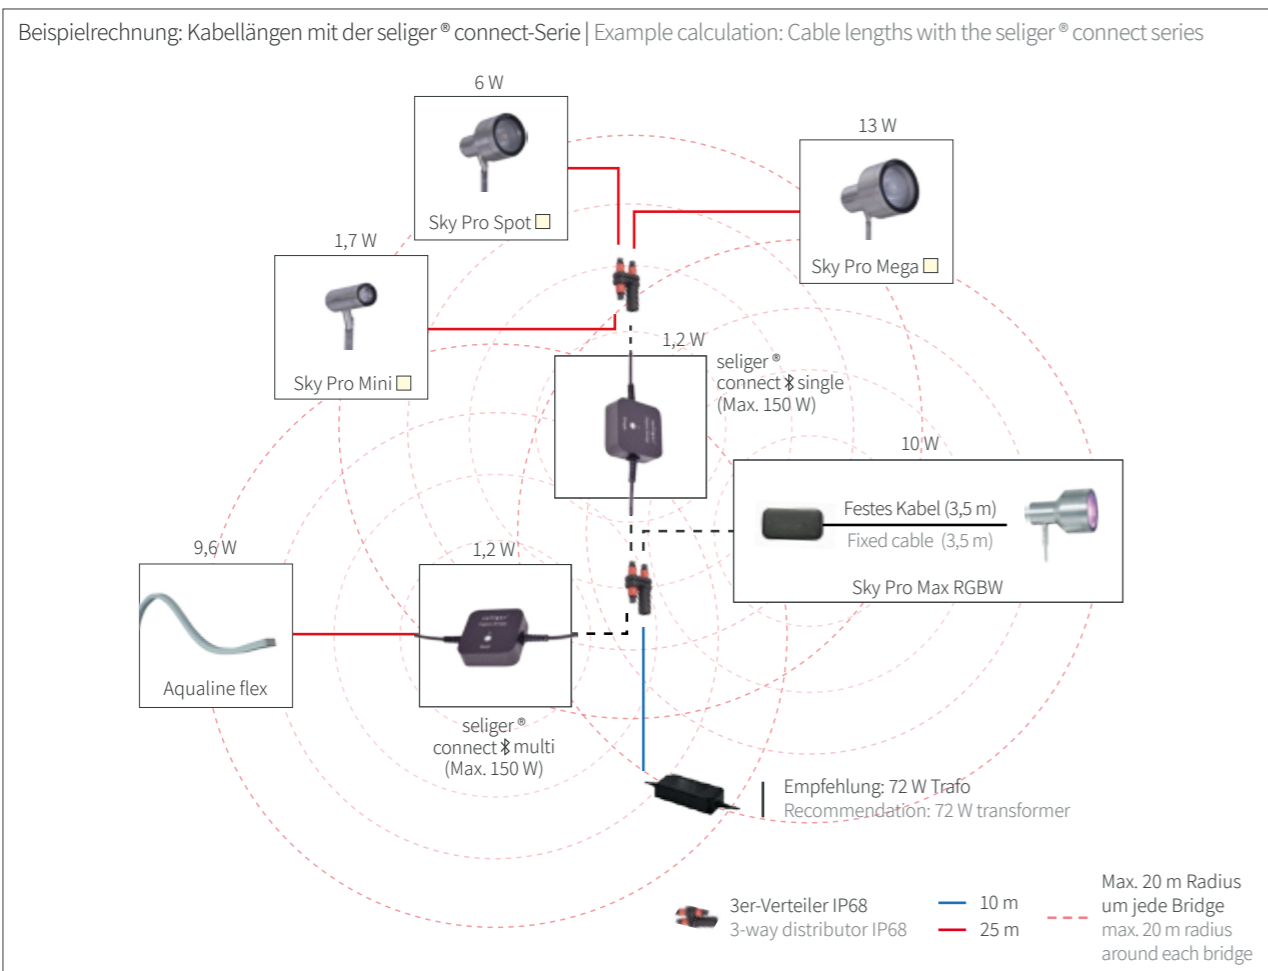 Beispielrechnung: Kabellängen mit der seliger® connect-Serie | Example calculation: Cable lengths with the seliger® connect series
6 W
Sky Pro Spot
13 W
Sky Pro Mega
1,7 W
Sky Pro Mini
1,2 W
seliger®
connect single
(Max. 150 W)
10 W
Festes Kabel (3,5 m)
Fixed cable (3,5 m)
Sky Pro Max RGBW
9,6 W
Aqualine flex
1,2 W
seliger
seliger®
connect multi
(Max. 150 W)
Empfehlung: 72 W Trafo
Recommendation: 72 W transformer
3er-Verteiler IP68
3-way distributor IP68
10 m
25 m
Max. 20 m Radius
um jede Bridge
max. 20 m radius
around each bridge